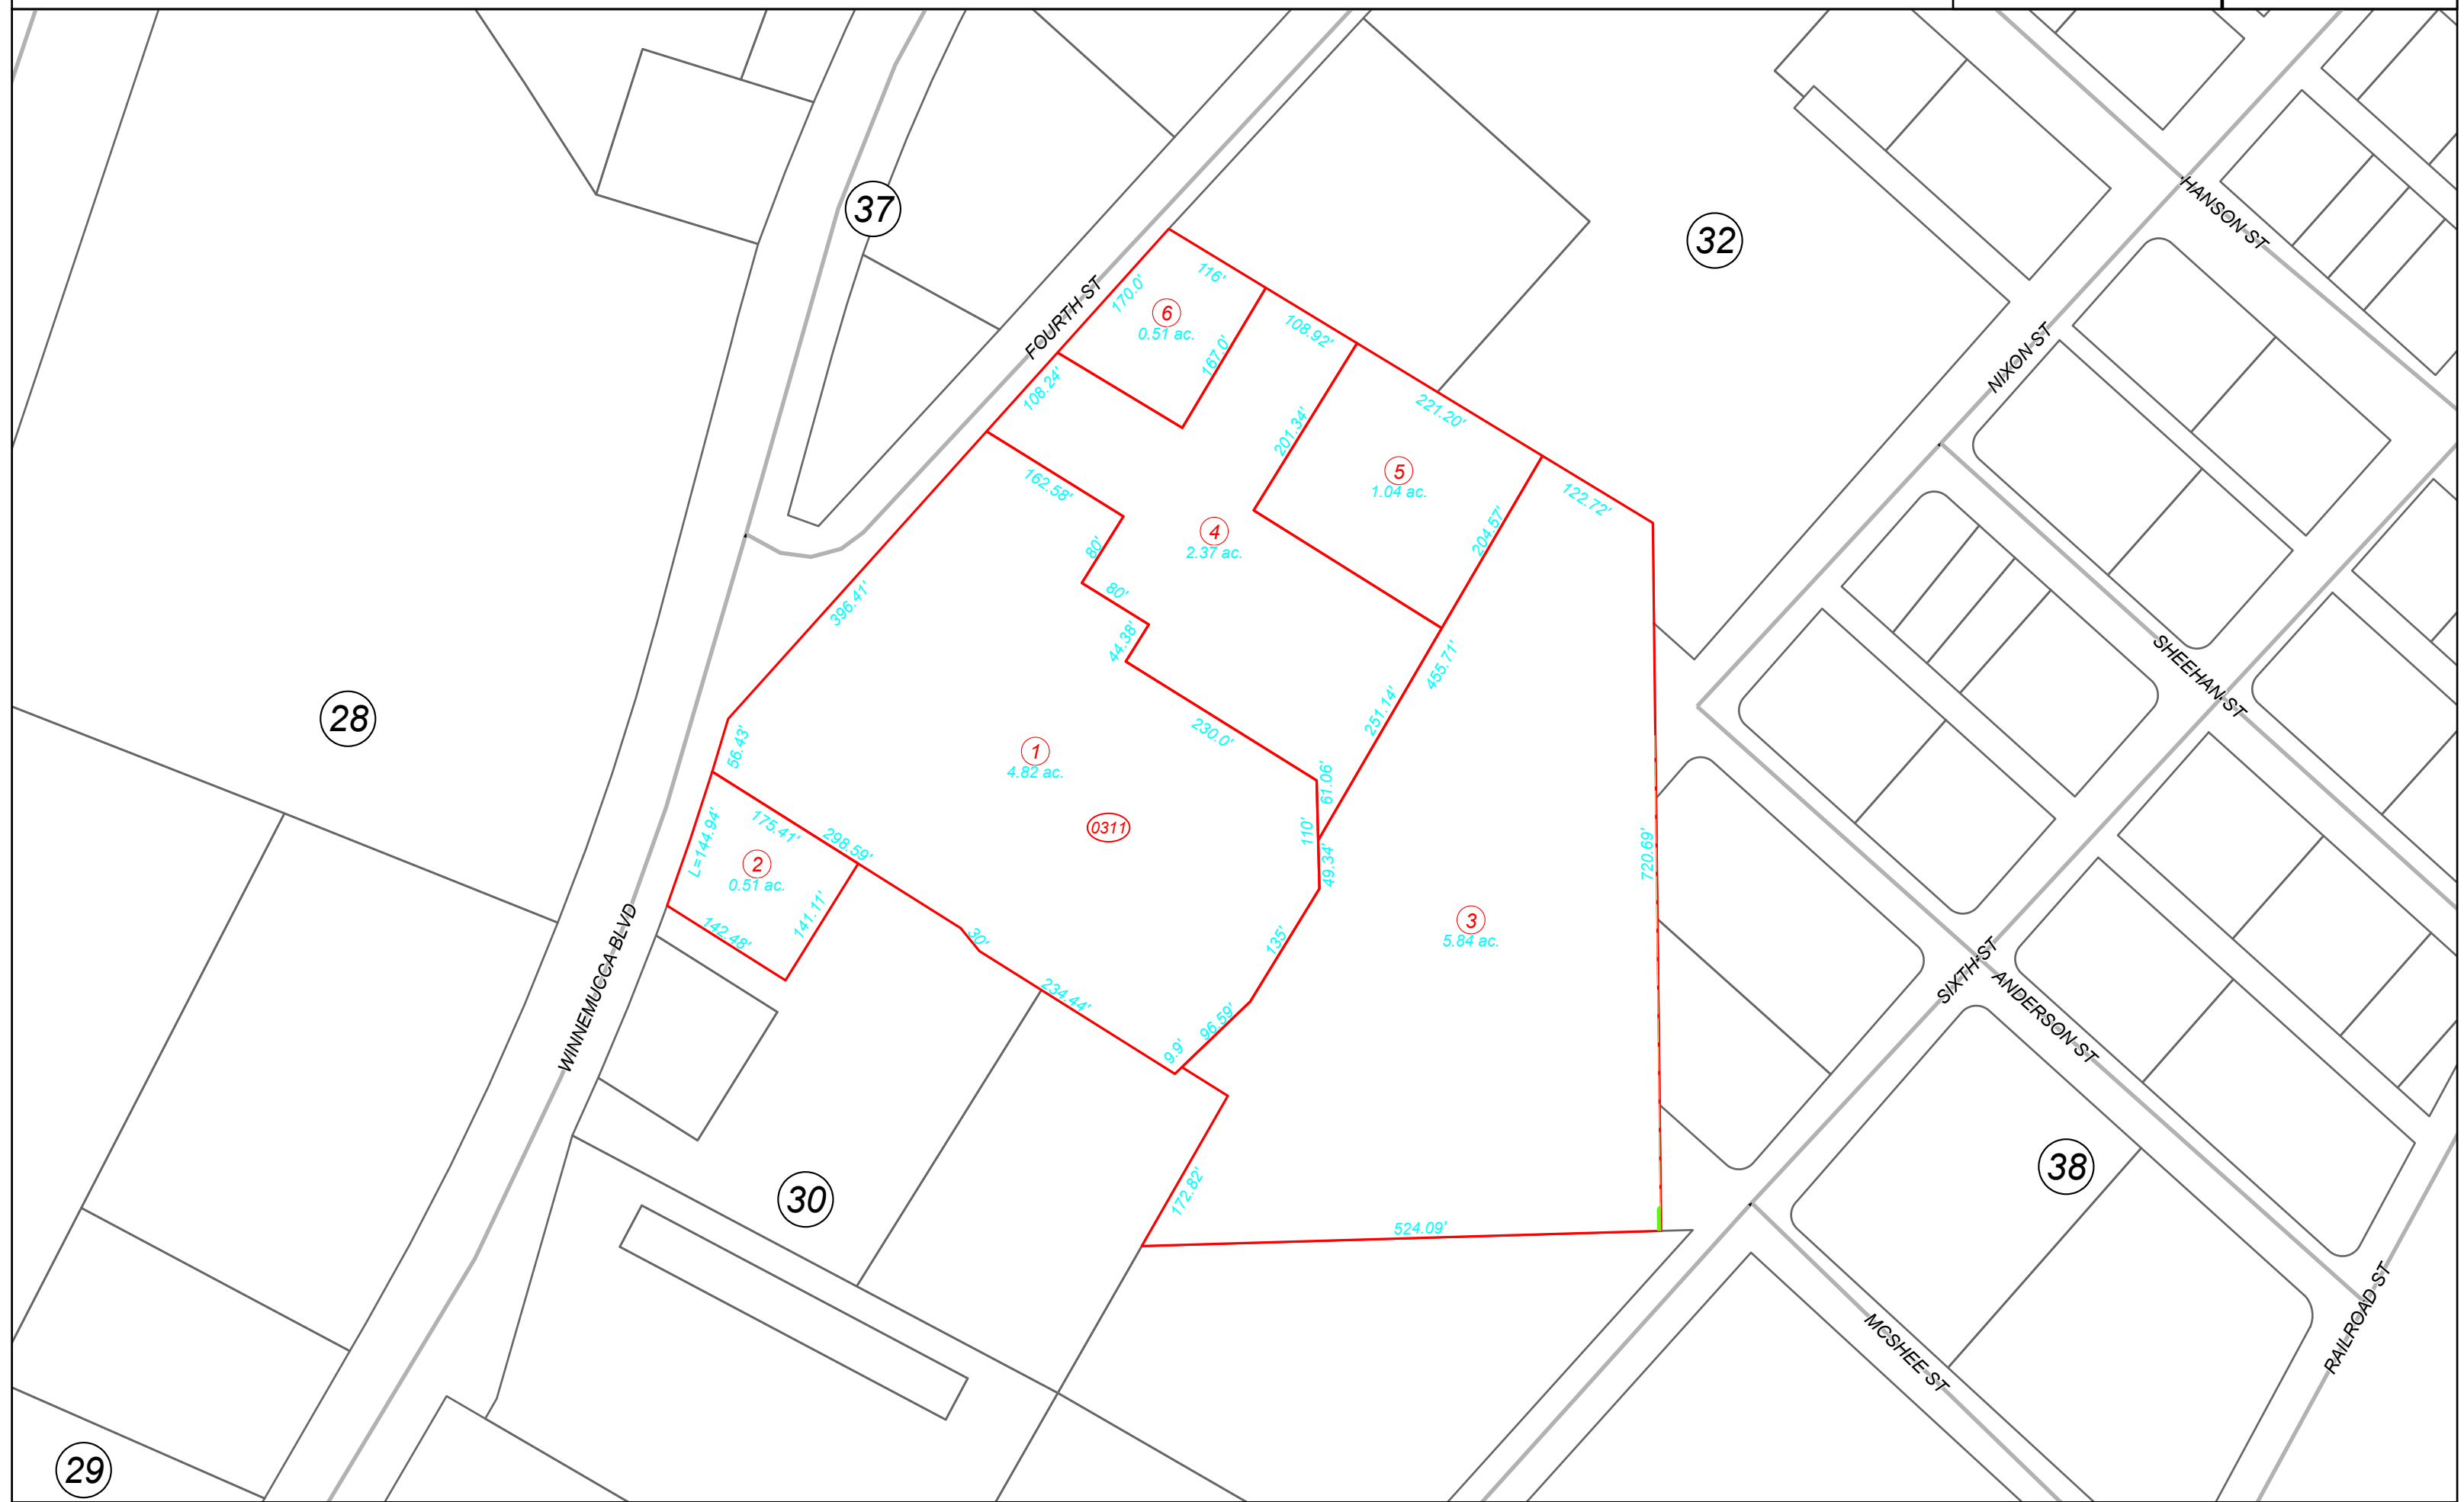 37
32
HANSON ST
FOURTH ST
NIXON ST
116'
170.0'
6
0.51 ac.
167.0'
108.92'
108.24'
221.20'
201.34'
5
1.04 ac.
162.58'
122.72'
204.57'
80'
4
2.37 ac.
80'
396.41'
44.38'
455.71'
SHEEHAN ST
28
251.14'
230.0'
56.43'
1
4.82 ac.
61.06'
0311
110'
L=144.94'
175.41'
298.59'
49.34'
720.69'
2
0.51 ac.
141.11'
142.48'
30'
135'
3
5.84 ac.
WINNEMUCCA BLVD
SIXTH ST
ANDERSON ST
234.44'
96.59'
9.9'
38
30
172.82'
524.09'
RAILROAD ST
MCSHEE ST
29